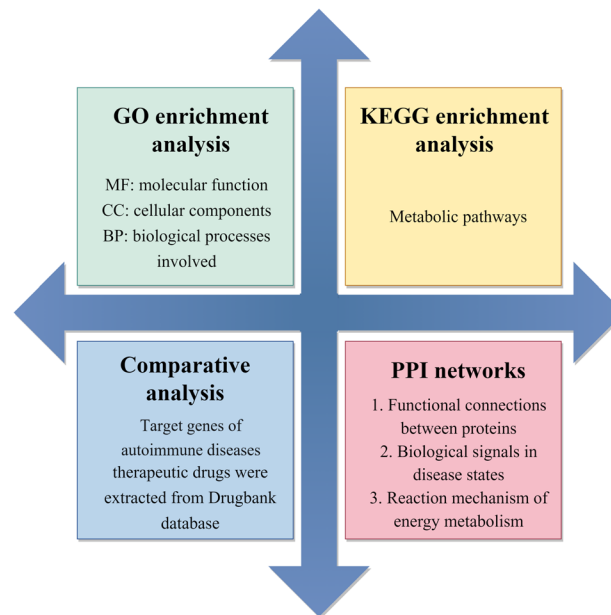 GO enrichment
analysis
MF: molecular function
CC: cellular components
BP: biological processes
involved
KEGG enrichment
analysis
Metabolic pathways
Comparative
analysis
Target genes of
autoimmune diseases
therapeutic drugs were
extracted from Drugbank
database
PPI networks
1. Functional connections
between proteins
2. Biological signals in
disease states
3. Reaction mechanism of
energy metabolism